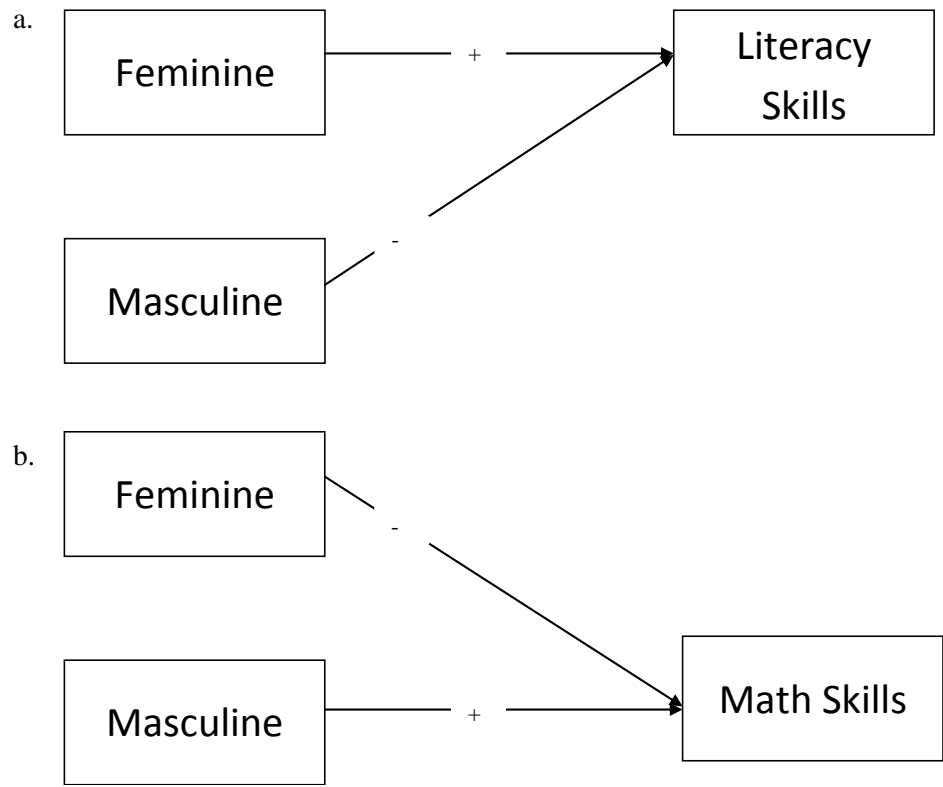 a.
Feminine
+
Literacy
Skills
-
Masculine
b.
Feminine
-
Math Skills
Masculine
+